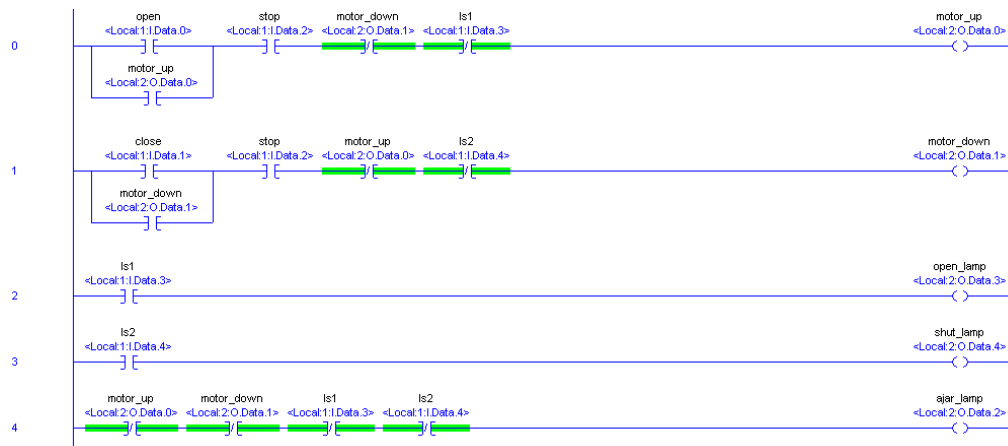 open stop motor_down ls1 motor_up
<Local:1:I.Data.0> <Local:1:I.Data.2> <Local:2:O.Data.1> <Local:1:I.Data.3> <Local:2:O.Data.0>
0
motor_up
<Local:2:O.Data.0>
close stop motor_up ls2 motor_down
<Local:1:I.Data.1> <Local:1:I.Data.2> <Local:2:O.Data.0> <Local:1:I.Data.4> <Local:2:O.Data.1>
1
motor_down
<Local:2:O.Data.1>
ls1 open_lamp
<Local:1:I.Data.3> <Local:2:O.Data.3>
2
ls2 shut_lamp
<Local:1:I.Data.4> <Local:2:O.Data.4>
3
motor_up motor_down ls1 ls2 ajar_lamp
<Local:2:O.Data.0> <Local:2:O.Data.1> <Local:1:I.Data.3> <Local:1:I.Data.4> <Local:2:O.Data.2>
4